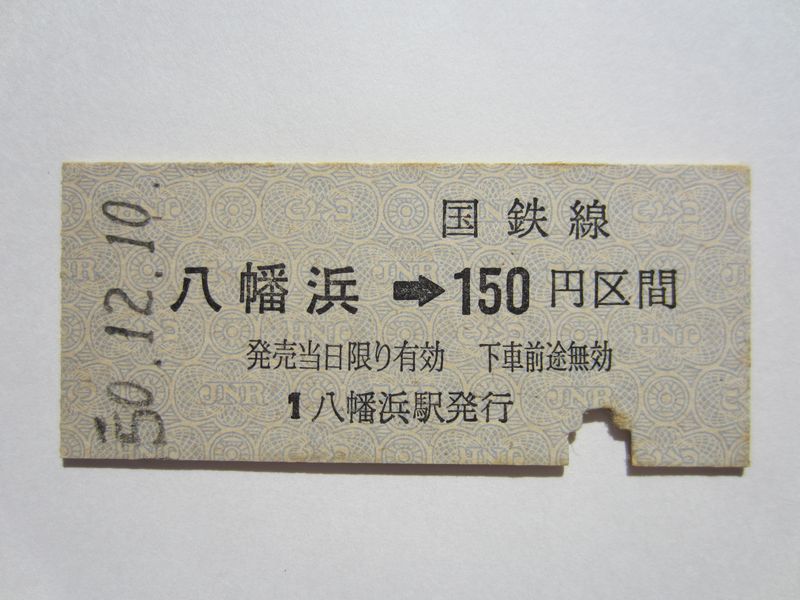 国鉄線
八幡浜 ➡ 150円区間
発売当日限り有効 下車前途無効
1 八幡浜駅発行
50.12.10.